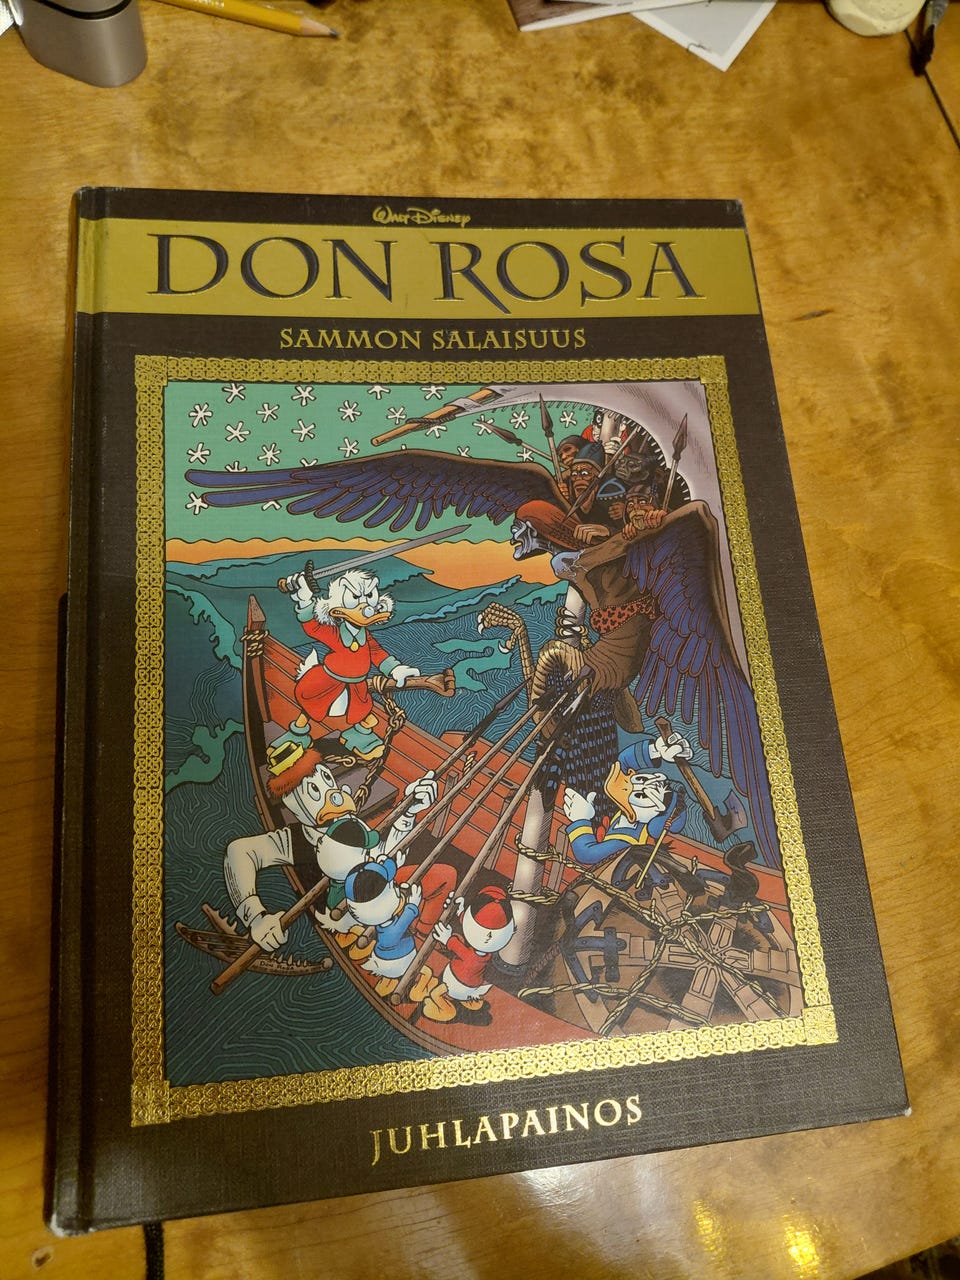 Walt Disney
DON ROSA
SAMMON SALAISUUS
JUHLAPAINOS